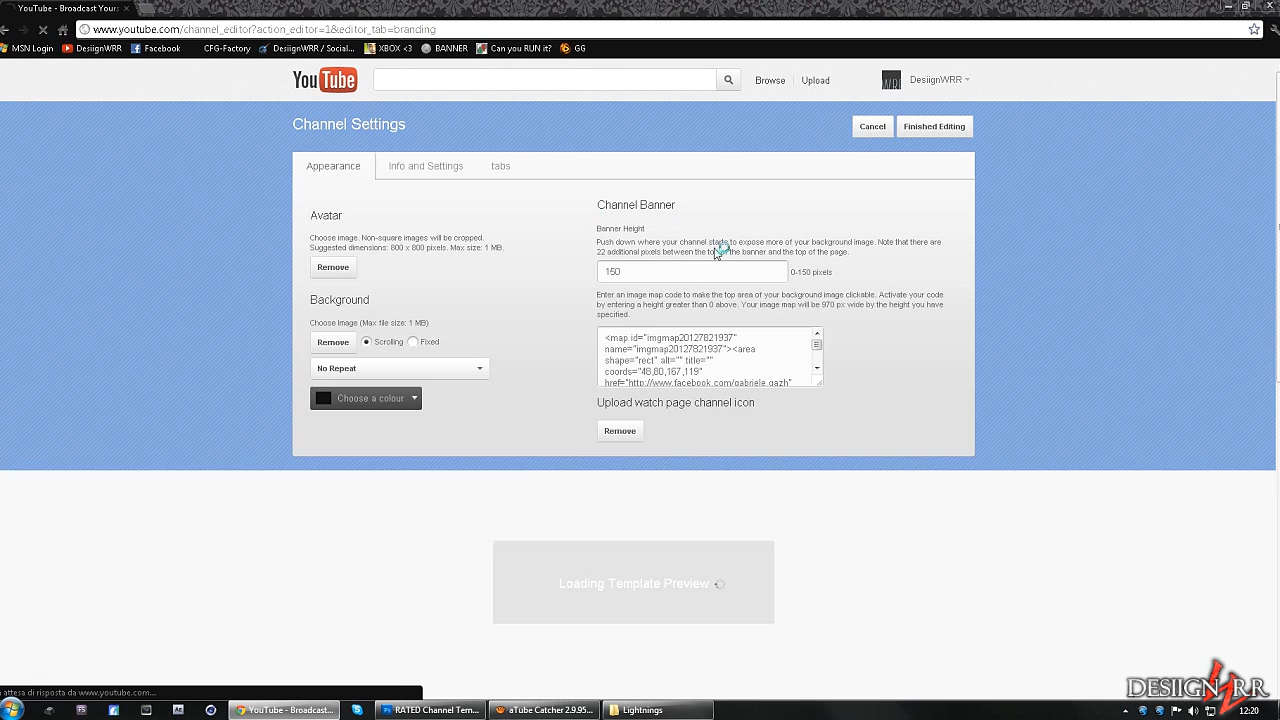 YouTube - Broadcast Yours
www.youtube.com/channel_editor?action_editor=1&editor_tab=branding
MSN Login DesiignWRR Facebook CFG-Factory DesiignWRR / Social... XBOX <3 BANNER Can you RUN it? GG
YouTube Browse Upload DesiignWRR
Channel Settings Cancel Finished Editing
Appearance Info and Settings tabs
Avatar
Choose image. Non-square images will be cropped.
Suggested dimensions: 800 x 800 pixels. Max size: 1 MB.
Remove
Background
Choose Image (Max file size: 1 MB)
Remove Scrolling Fixed
No Repeat
Choose a colour
Channel Banner
Banner Height
Push down where your channel starts to expose more of your background image. Note that there are
22 additional pixels between the top of the banner and the top of the page.
150 0-150 pixels
Enter an image map code to make the top area of your background image clickable. Activate your code
by entering a height greater than 0 above. Your image map will be 970 px wide by the height you have
specified.
<map id="imgmap20127821937"
name="imgmap20127821937"><area
shape="rect" alt="" title=""
coords="48,80,167,119"
href="http://www.facebook.com/gabriele.gazh"
Upload watch page channel icon
Remove
Loading Template Preview
DESIIGN RR
attesa di risposta da www.youtube.com...
YouTube - Broadcast... RATED Channel Tem... aTube Catcher 2.9.95... Lightnings 12:20